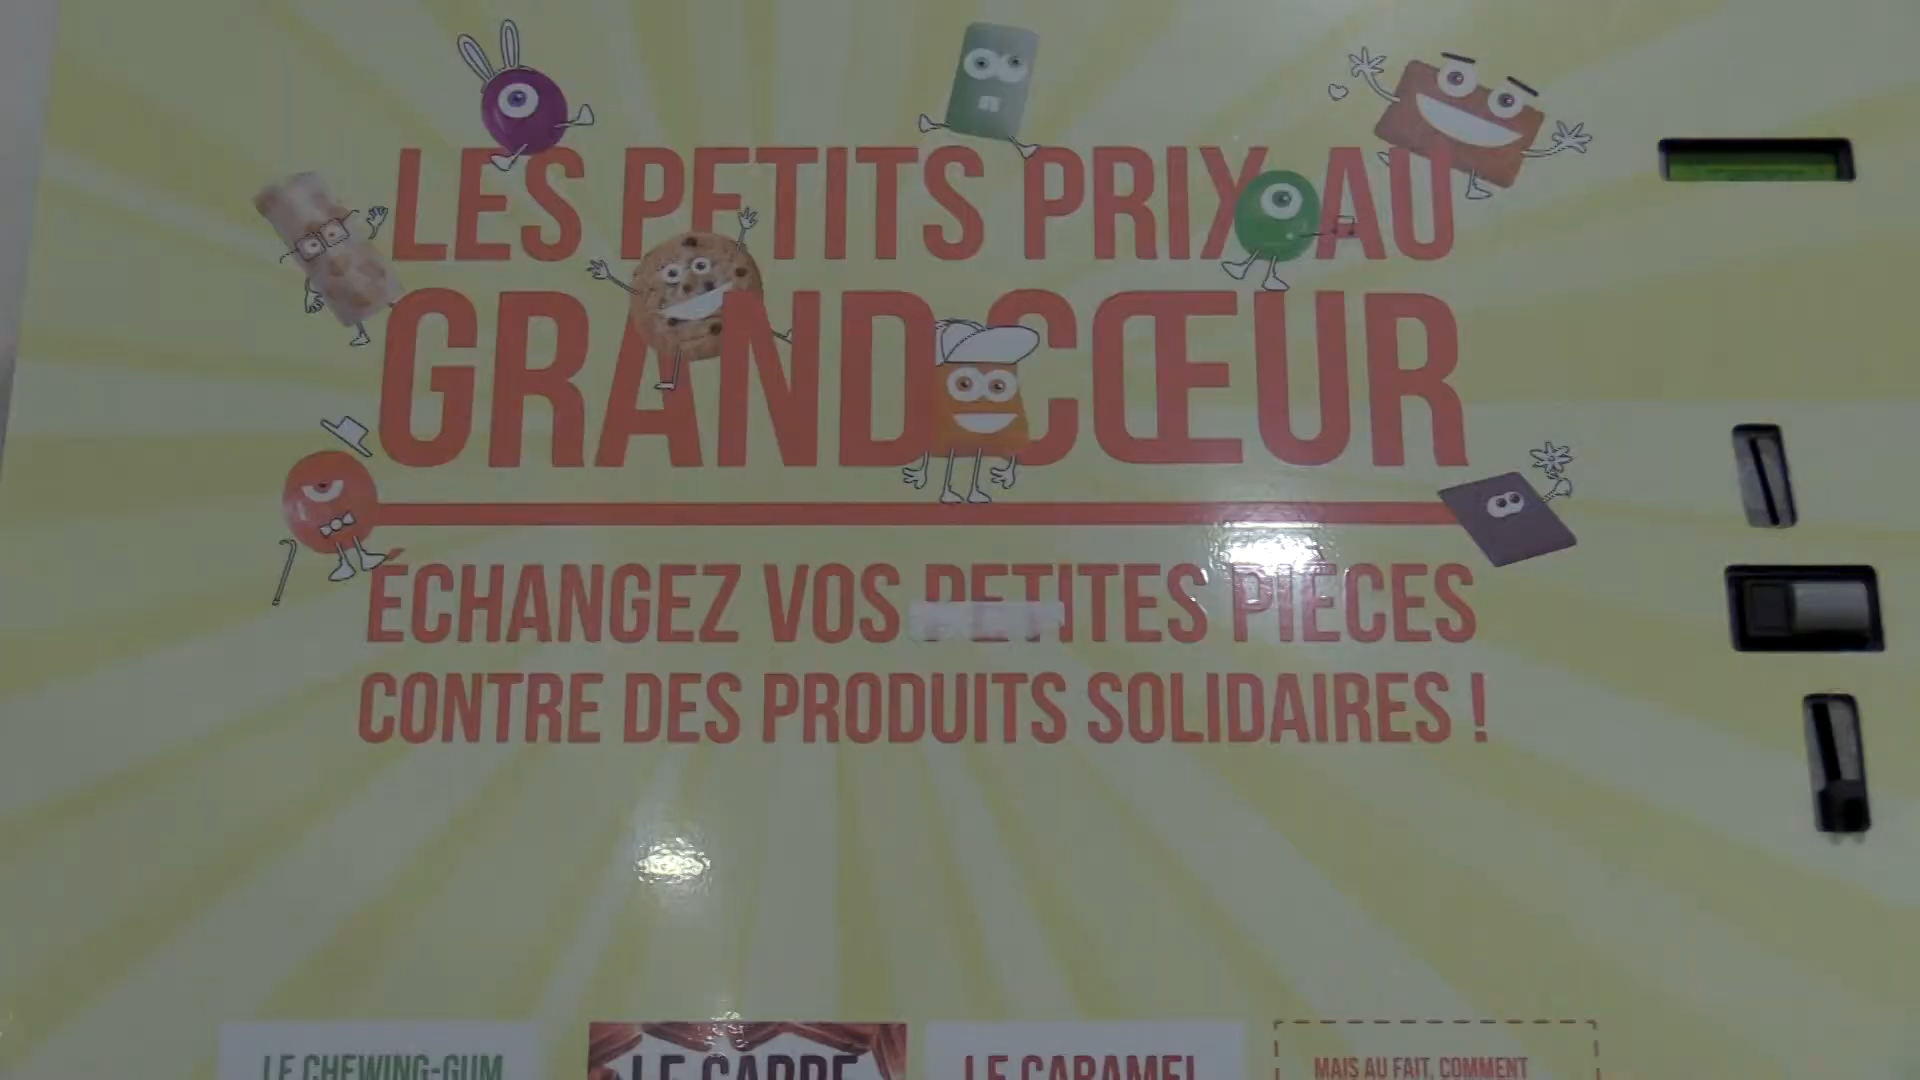 LES PETITS PRIX AU
GRAND CŒUR
ÉCHANGEZ VOS PETITES PIÈCES
CONTRE DES PRODUITS SOLIDAIRES !
LE CHEWING-GUM
LE CARRE
LE CARAMEL
MAIS AU FAIT, COMMENT